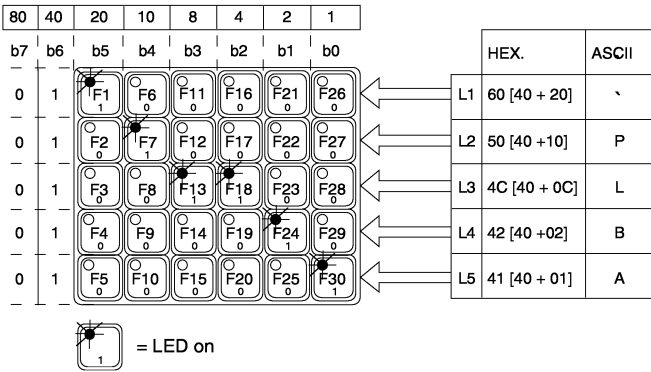 80 40 20 10 8 4 2 1
b7 b6 b5 b4 b3 b2 b1 b0 HEX. ASCII
0 1 F1 1 F6 0 F11 0 F16 0 F21 0 F26 0 L1 60 [40 + 20] `
0 1 F2 0 F7 1 F12 0 F17 0 F22 0 F27 0 L2 50 [40 +10] P
0 1 F3 0 F8 0 F13 1 F18 1 F23 0 F28 0 L3 4C [40 + 0C] L
0 1 F4 0 F9 0 F14 0 F19 0 F24 1 F29 0 L4 42 [40 +02] B
0 1 F5 0 F10 0 F15 0 F20 0 F25 0 F30 1 L5 41 [40 + 01] A
1 = LED on